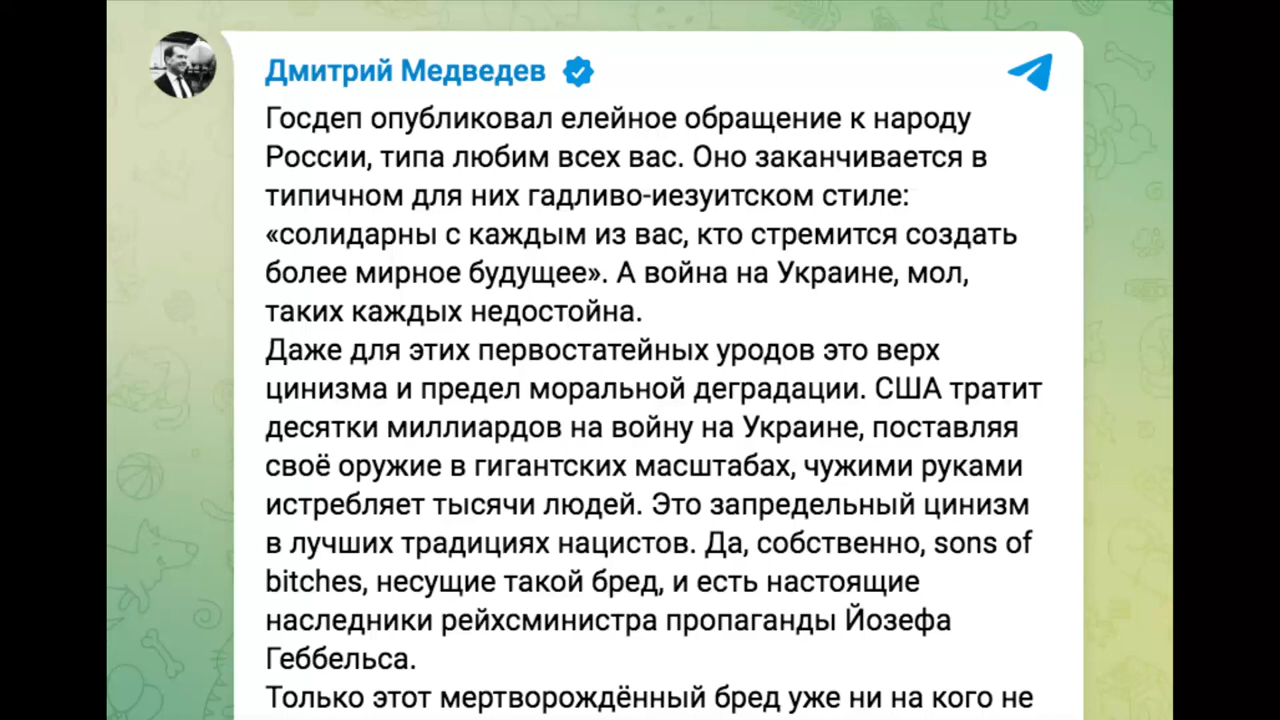 Дмитрий Медведев
Госдеп опубликовал елейное обращение к народу
России, типа любим всех вас. Оно заканчивается в
типичном для них гадливо-иезуитском стиле:
«солидарны с каждым из вас, кто стремится создать
более мирное будущее». А война на Украине, мол,
таких каждых недостойна.
Даже для этих первостатейных уродов это верх
цинизма и предел моральной деградации. США тратит
десятки миллиардов на войну на Украине, поставляя
своё оружие в гигантских масштабах, чужими руками
истребляет тысячи людей. Это запредельный цинизм
в лучших традициях нацистов. Да, собственно, sons of
bitches, несущие такой бред, и есть настоящие
наследники рейхсминистра пропаганды Йозефа
Геббельса.
Только этот мертворождённый бред уже ни на кого не